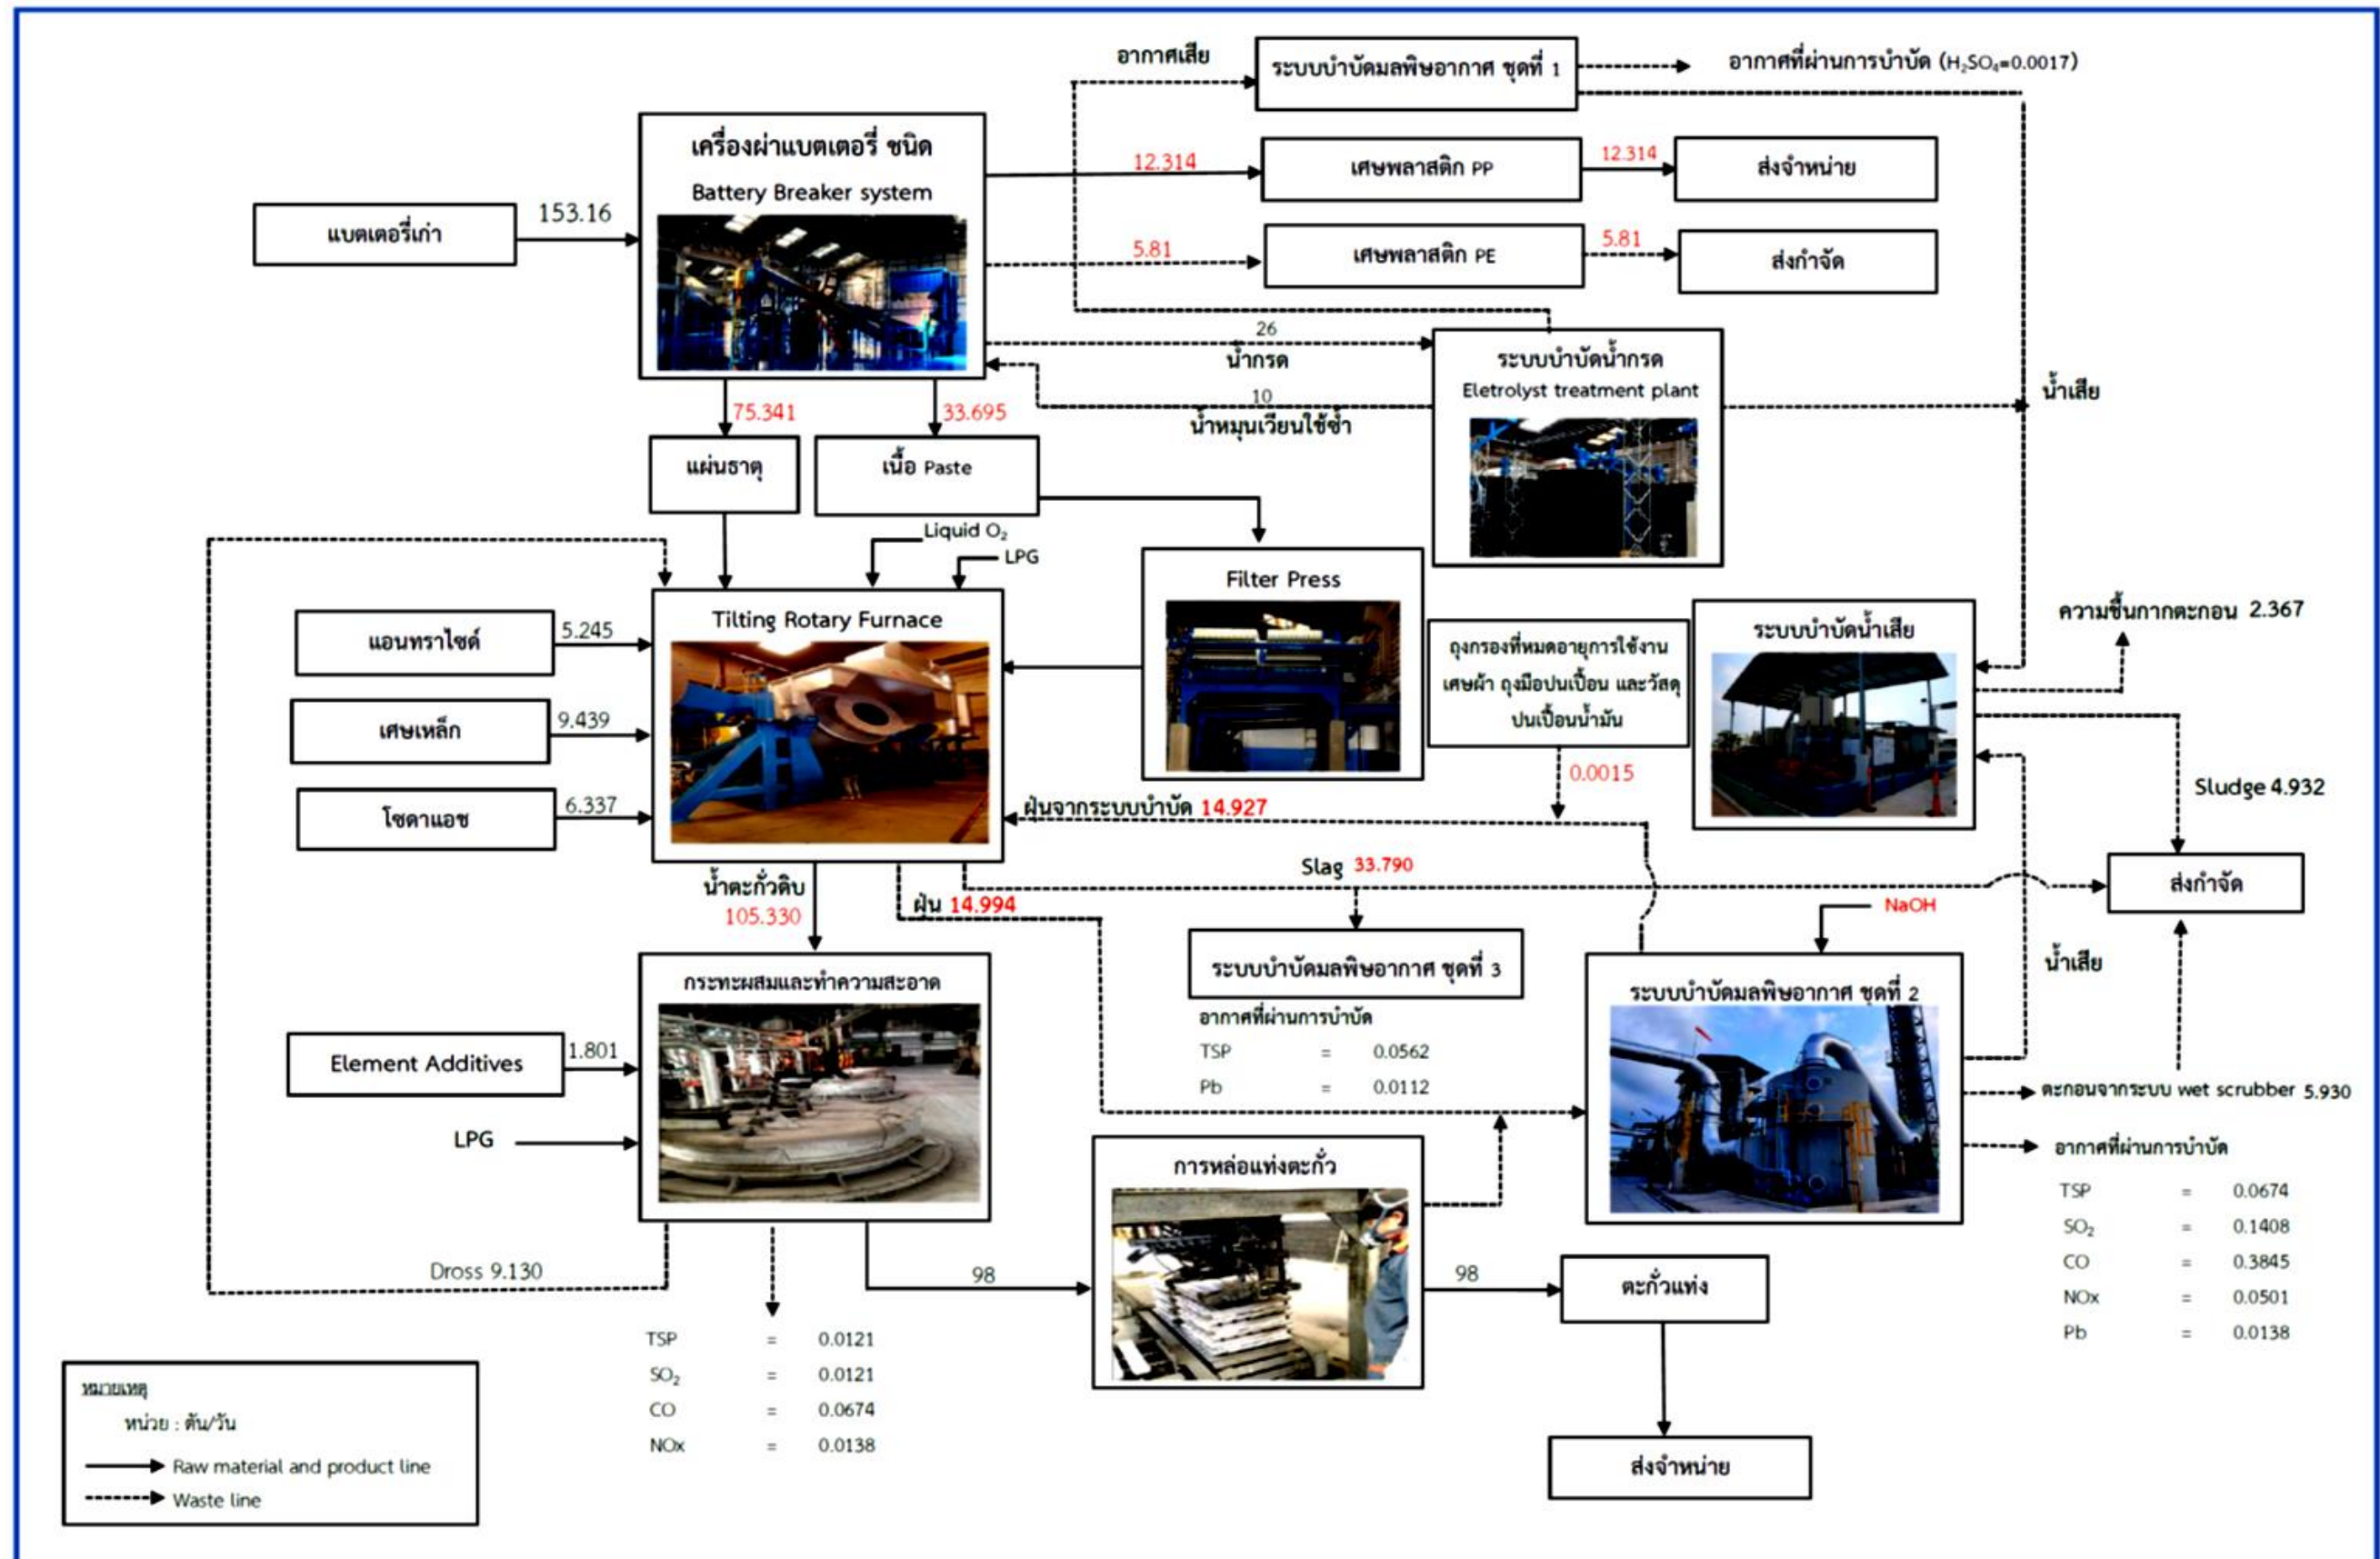 อากาศเสีย
ระบบบำบัดมลพิษอากาศ ชุดที่ 1
อากาศที่ผ่านการบำบัด (H₂SO₄=0.0017)
เครื่องผ่าแบตเตอรี่ ชนิด
Battery Breaker system
12.314
เศษพลาสติก PP
12.314
ส่งจำหน่าย
แบตเตอรี่เก่า
153.16
5.81
เศษพลาสติก PE
5.81
ส่งกำจัด
26
น้ำกรด
10
น้ำหมุนเวียนใช้ซ้ำ
ระบบบำบัดน้ำกรด
Eletrolyst treatment plant
น้ำเสีย
75.341
33.695
แผ่นธาตุ
เนื้อ Paste
Liquid O₂
LPG
Filter Press
Tilting Rotary Furnace
แอนทราไซด์
5.245
เศษเหล็ก
9.439
โซดาแอช
6.337
ถุงกรองที่หมดอายุการใช้งาน
เศษผ้า ถุงมือปนเปื้อน และวัสดุ
ปนเปื้อนน้ำมัน
0.0015
ระบบบำบัดน้ำเสีย
ความชื้นกากตะกอน 2.367
Sludge 4.932
ฝุ่นจากระบบบำบัด 14.927
Slag 33.790
ส่งกำจัด
น้ำตะกั่วดิบ
105.330
ฝุ่น 14.994
NaOH
น้ำเสีย
กระทะผสมและทำความสะอาด
ระบบบำบัดมลพิษอากาศ ชุดที่ 3
อากาศที่ผ่านการบำบัด
TSP = 0.0562
Pb = 0.0112
ระบบบำบัดมลพิษอากาศ ชุดที่ 2
Element Additives
1.801
LPG
ตะกอนจากระบบ wet scrubber 5.930
อากาศที่ผ่านการบำบัด
TSP = 0.0674
SO₂ = 0.1408
CO = 0.3845
NOx = 0.0501
Pb = 0.0138
การหล่อแท่งตะกั่ว
Dross 9.130
98
98
ตะกั่วแท่ง
ส่งจำหน่าย
TSP = 0.0121
SO₂ = 0.0121
CO = 0.0674
NOx = 0.0138
หมายเหตุ
หน่วย : ตัน/วัน
Raw material and product line
Waste line